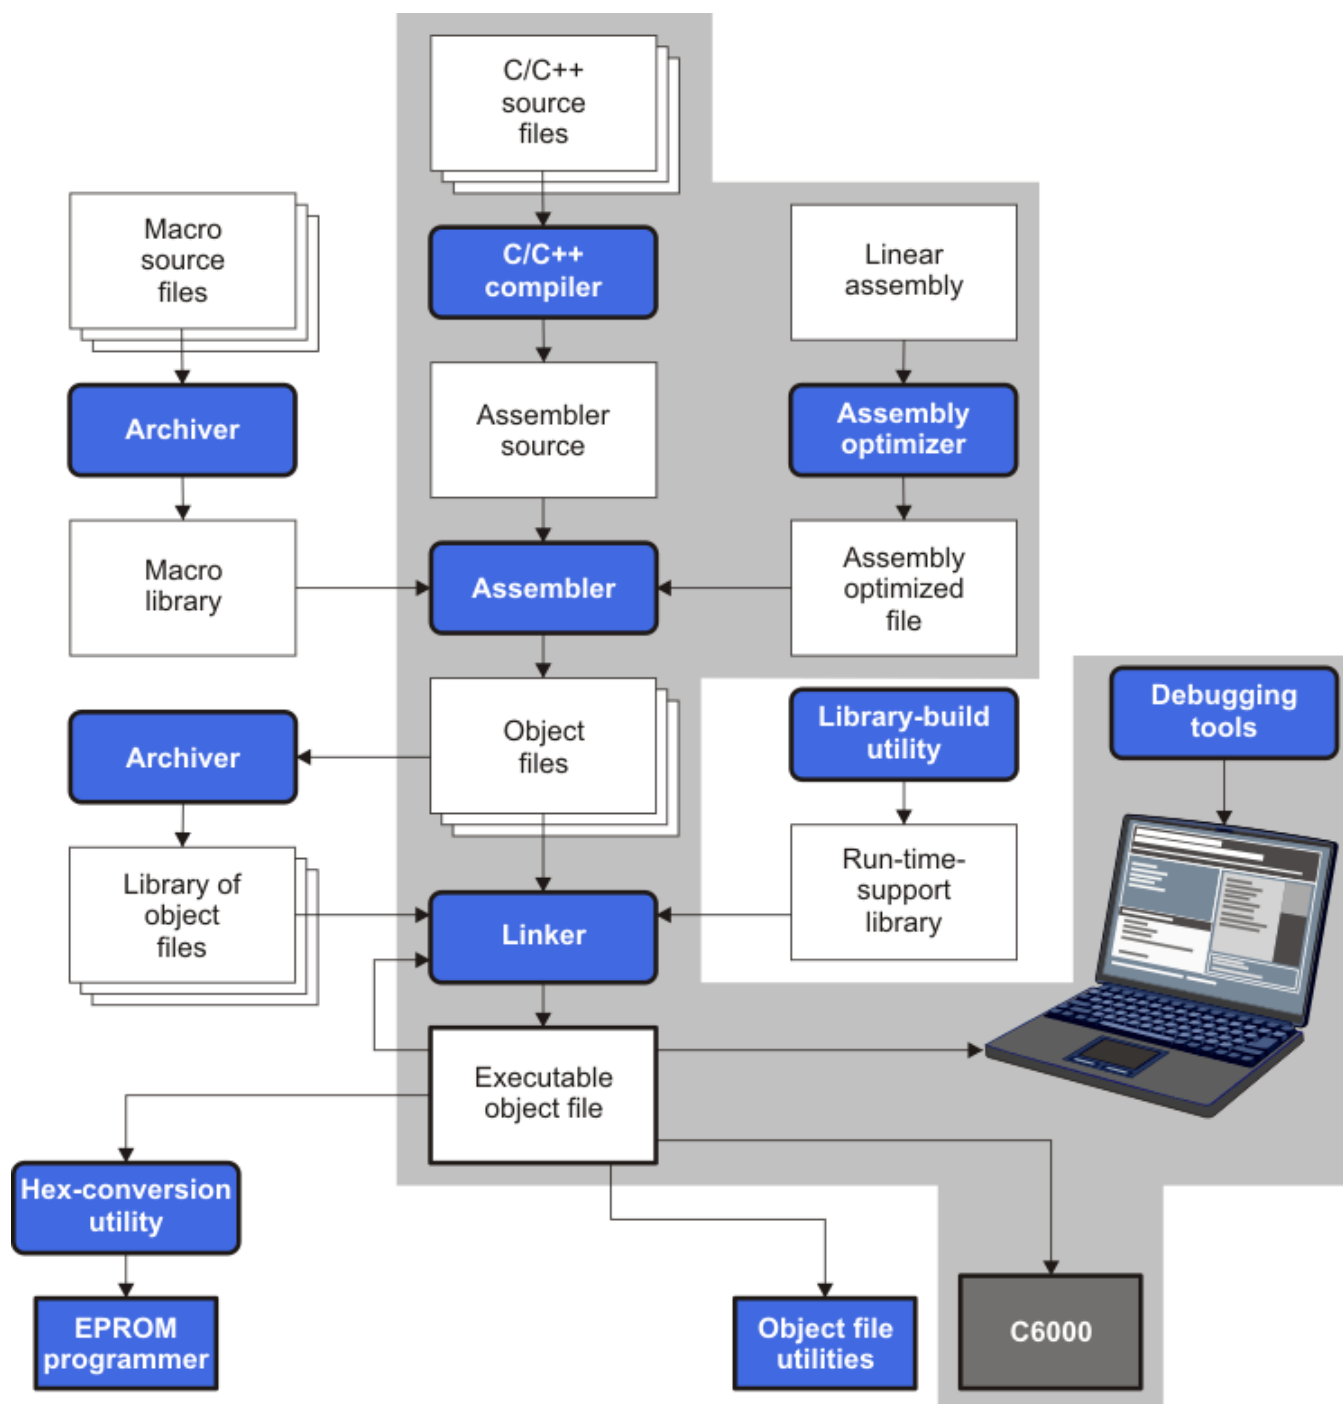 C/C++
source
files
Macro
source
files
C/C++
compiler
Linear
assembly
Archiver
Assembler
source
Assembly
optimizer
Macro
library
Assembler
Assembly
optimized
file
Archiver
Object
files
Library-build
utility
Debugging
tools
Library of
object
files
Linker
Run-time-
support
library
Executable
object file
Hex-conversion
utility
EPROM
programmer
Object file
utilities
C6000